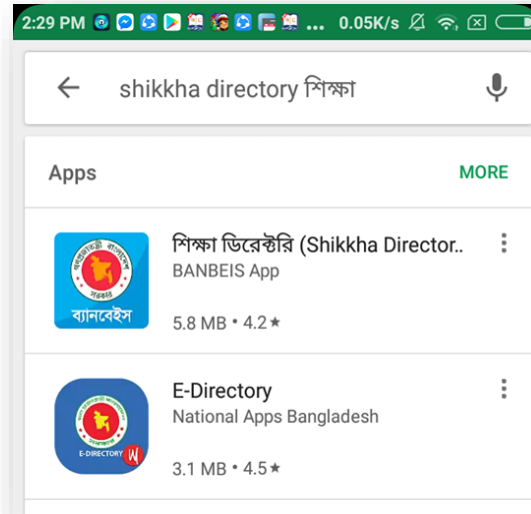 2:29 PM ... 0.05K/s
shikkha directory শিক্ষা
Apps MORE
শিক্ষা ডিরেক্টরি (Shikkha Director..
BANBEIS App
ব্যানবেইস
5.8 MB • 4.2★
E-Directory
National Apps Bangladesh
E-DIRECTORY
3.1 MB • 4.5★